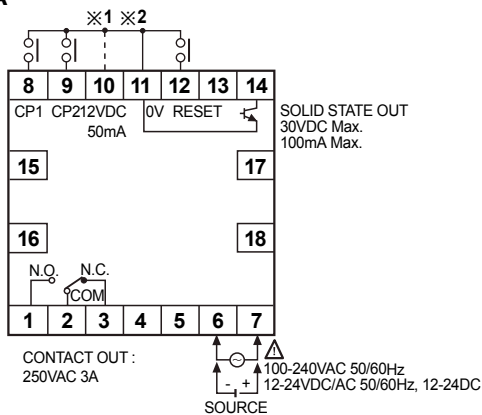 A
※1 ※2
8 9 10 11 12 13 14
CP1 CP212VDC 0V RESET
50mA
SOLID STATE OUT
30VDC Max.
100mA Max.
15 17
16 18
N.O. N.C.
COM
1 2 3 4 5 6 7
CONTACT OUT :
250VAC 3A
100-240VAC 50/60Hz
12-24VDC/AC 50/60Hz, 12-24DC
- +
SOURCE